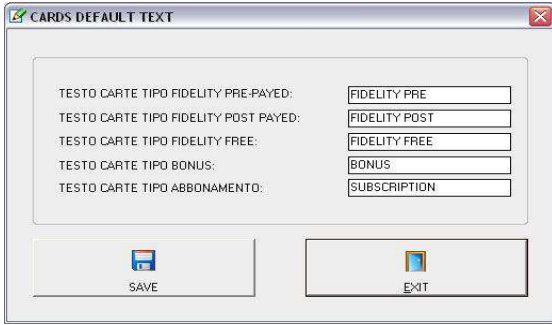 CARDS DEFAULT TEXT
TESTO CARTE TIPO FIDELITY PRE-PAYED: FIDELITY PRE
TESTO CARTE TIPO FIDELITY POST PAYED: FIDELITY POST
TESTO CARTE TIPO FIDELITY FREE: FIDELITY FREE
TESTO CARTE TIPO BONUS: BONUS
TESTO CARTE TIPO ABBONAMENTO: SUBSCRIPTION
SAVE EXIT